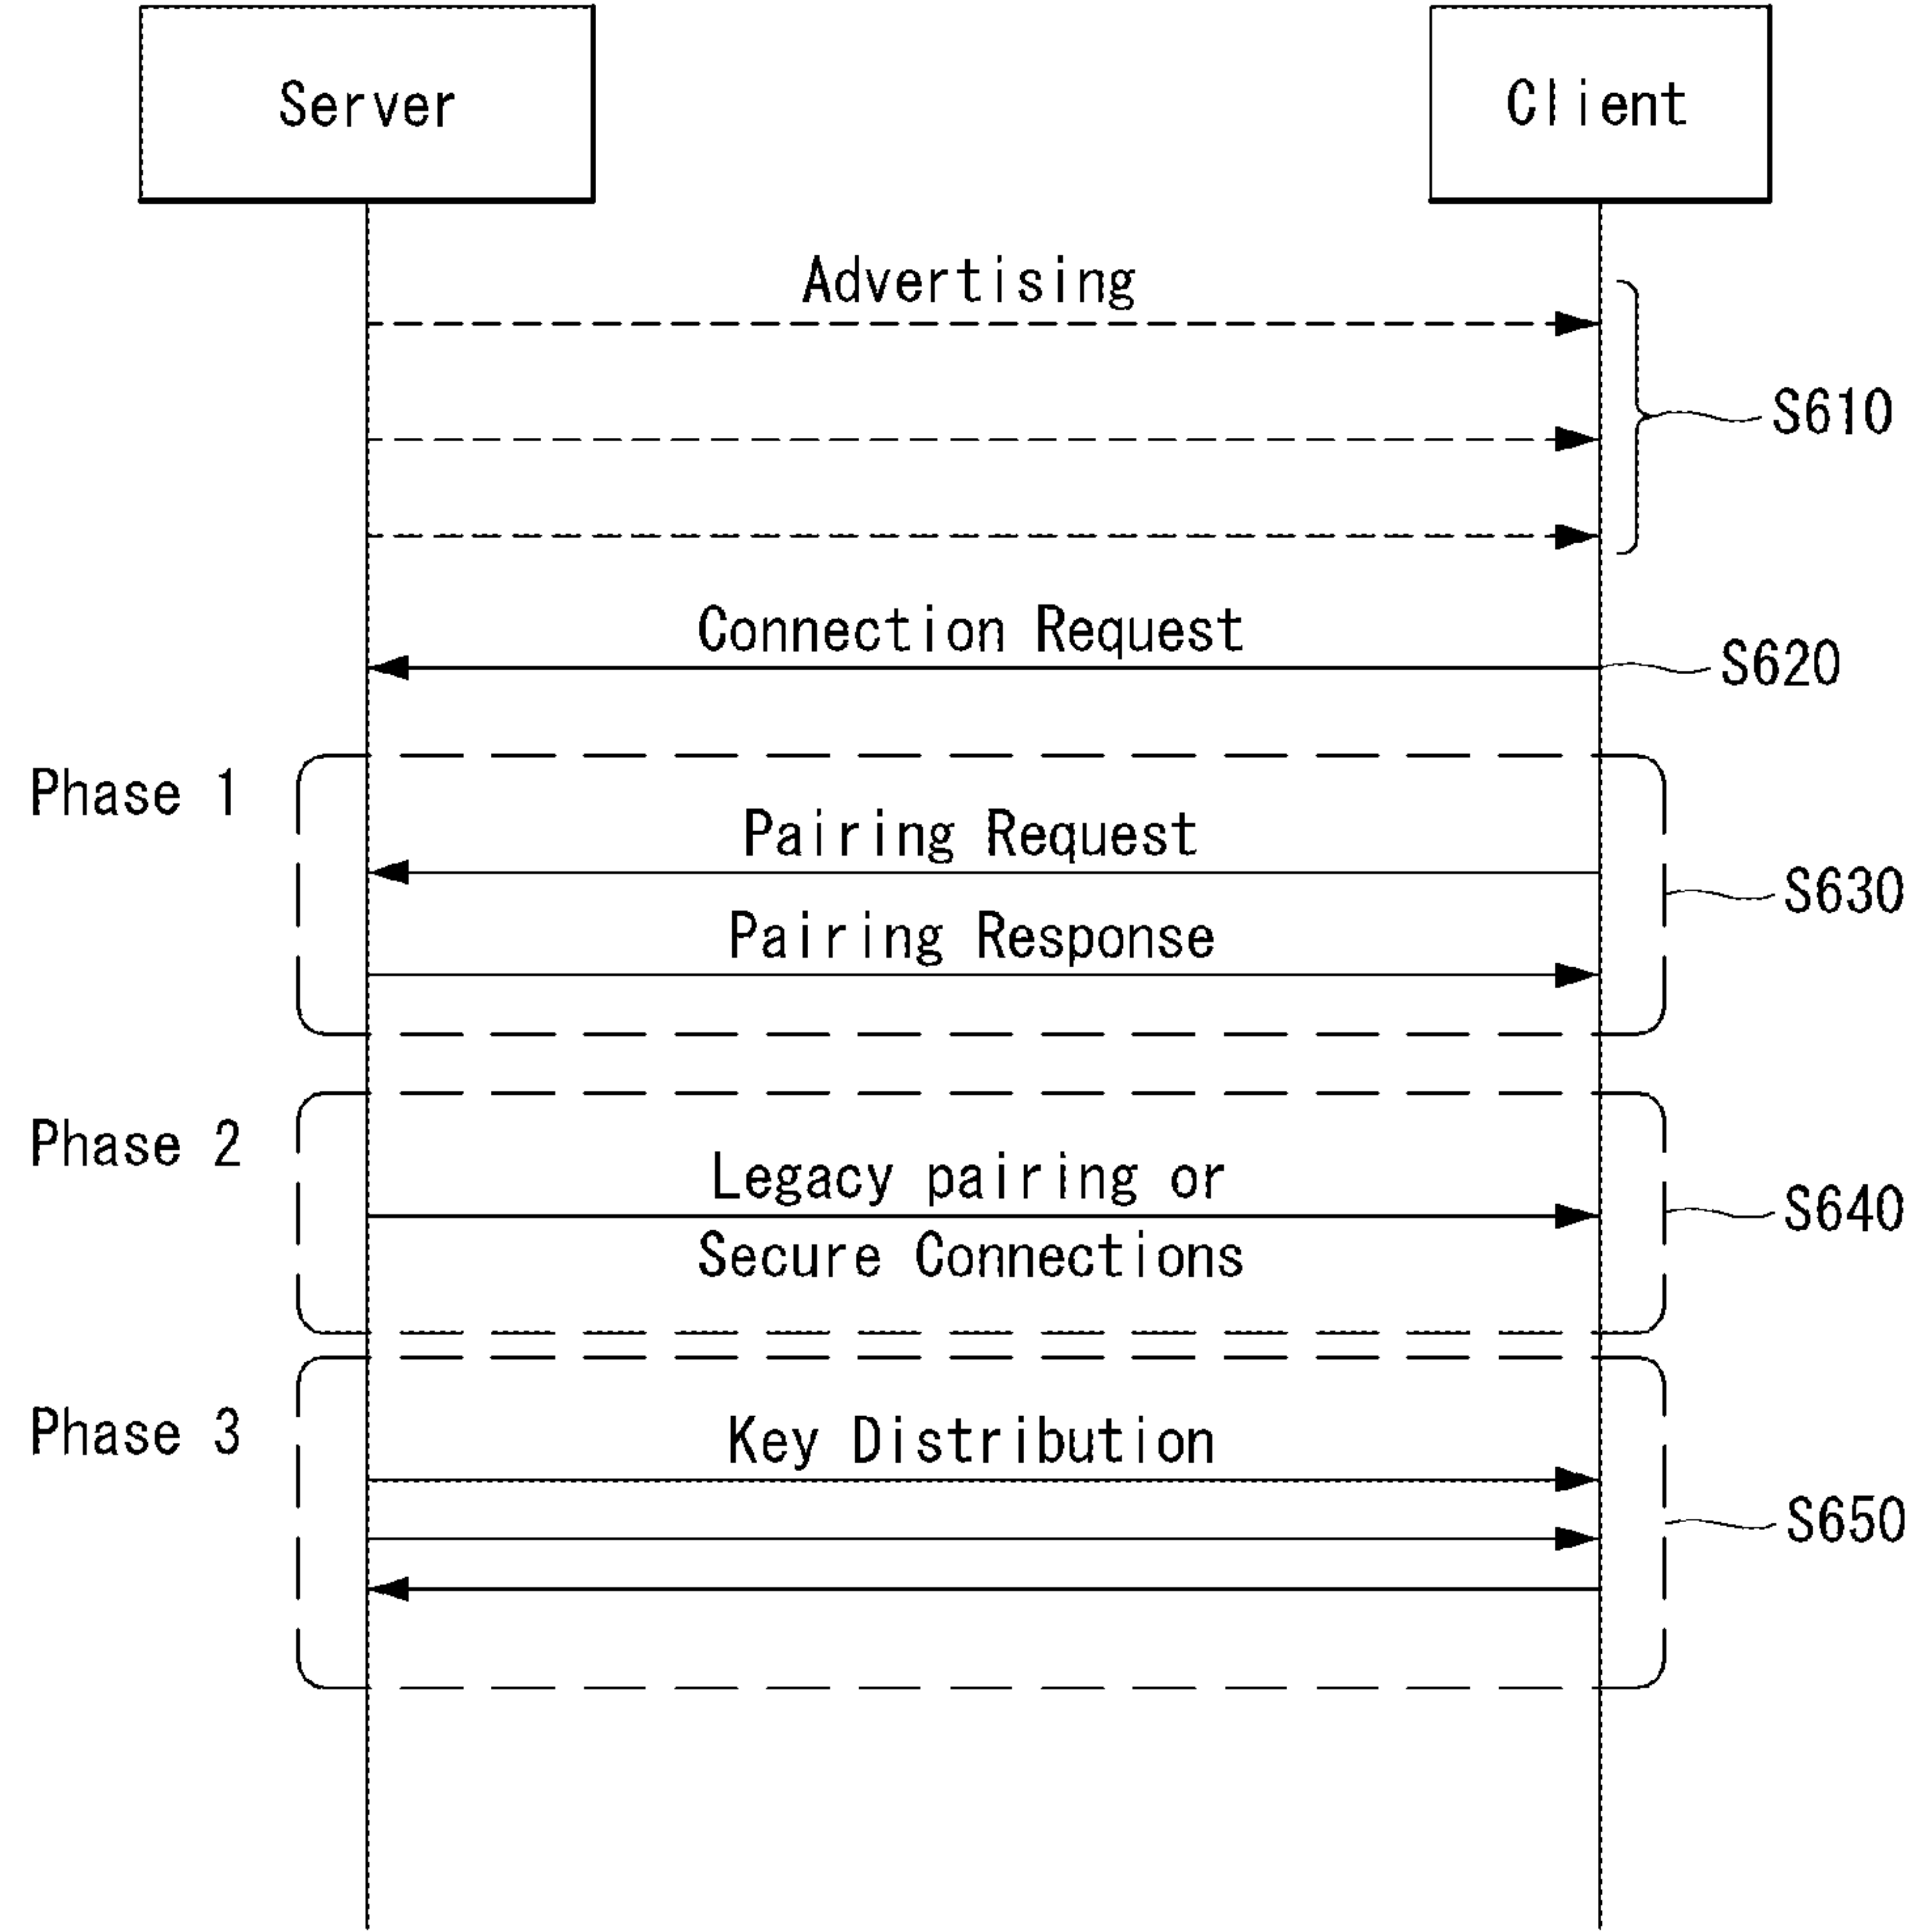 Server
Client
Advertising
S610
Connection Request
S620
Phase 1
Pairing Request
S630
Pairing Response
Phase 2
Legacy pairing or
Secure Connections
S640
Phase 3
Key Distribution
S650